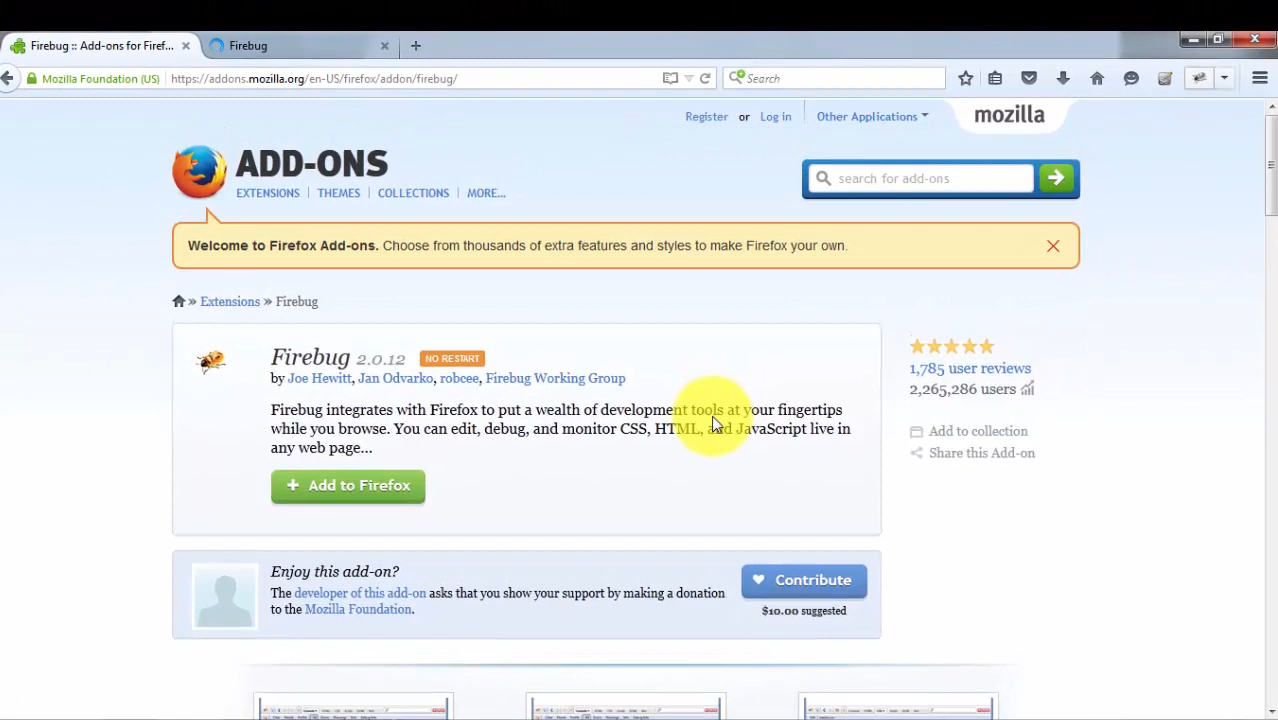 Firebug :: Add-ons for Firef...
Firebug
Mozilla Foundation (US)
https://addons.mozilla.org/en-US/firefox/addon/firebug/
Search
Register or Log in
Other Applications
mozilla
ADD-ONS
EXTENSIONS | THEMES | COLLECTIONS | MORE...
search for add-ons
Welcome to Firefox Add-ons. Choose from thousands of extra features and styles to make Firefox your own.
» Extensions » Firebug
Firebug 2.0.12 NO RESTART
by Joe Hewitt, Jan Odvarko, robcee, Firebug Working Group
Firebug integrates with Firefox to put a wealth of development tools at your fingertips
while you browse. You can edit, debug, and monitor CSS, HTML, and JavaScript live in
any web page...
+ Add to Firefox
1,785 user reviews
2,265,286 users
Add to collection
Share this Add-on
Enjoy this add-on?
The developer of this add-on asks that you show your support by making a donation
to the Mozilla Foundation.
Contribute
$10.00 suggested